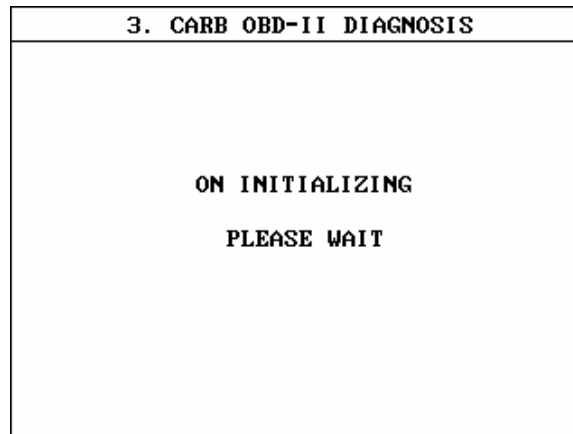 3. CARB OBD-II DIAGNOSIS
ON INITIALIZING
PLEASE WAIT